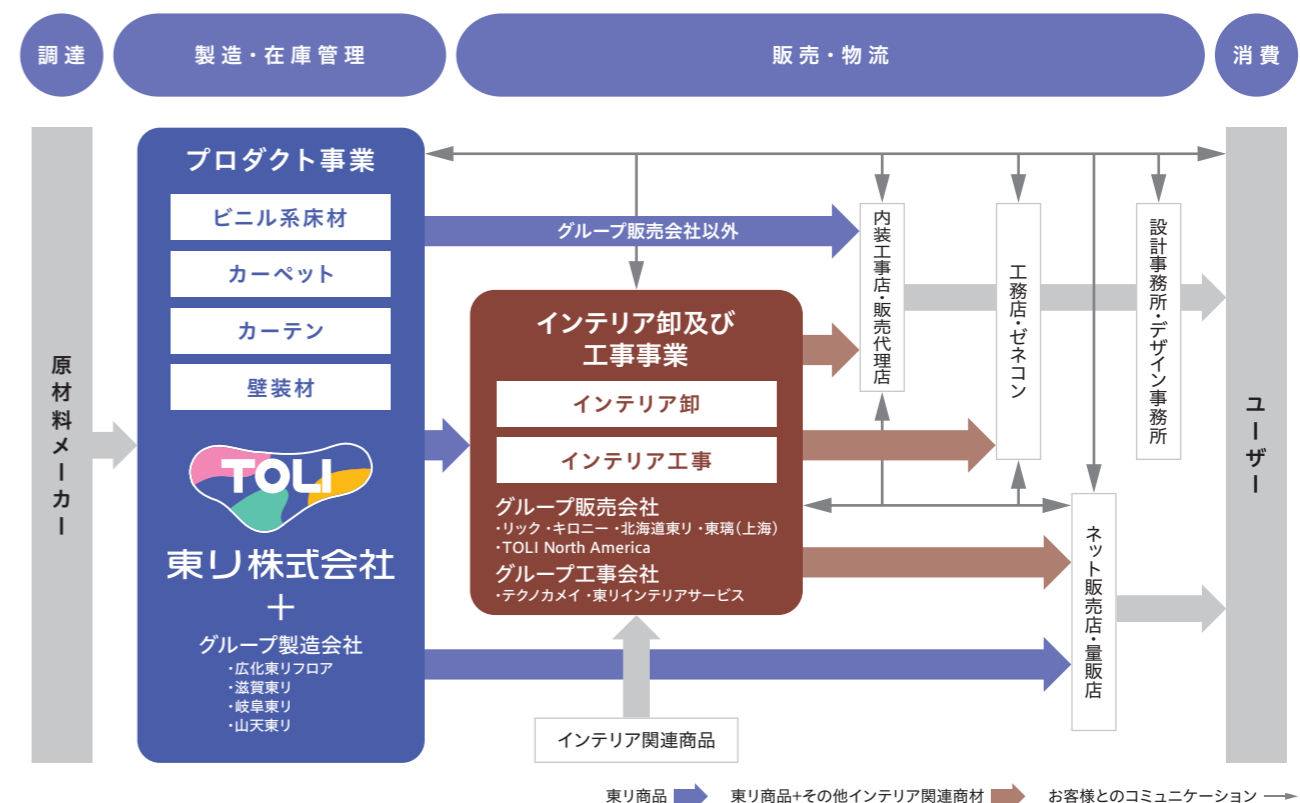 調達
製造・在庫管理
販売・物流
消費
原材料メーカー
プロダクト事業
ビニル系床材
カーペット
カーテン
壁装材
TOLI
東リ株式会社
＋
グループ製造会社
・広化東リフロア
・滋賀東リ
・岐阜東リ
・山天東リ
グループ販売会社以外
インテリア卸及び
工事事業
インテリア卸
インテリア工事
グループ販売会社
・リック ・キロニー ・北海道東リ ・東璃（上海）
・TOLI North America
グループ工事会社
・テクノカメイ ・東リインテリアサービス
インテリア関連商品
内装工事店・販売代理店
工務店・ゼネコン
設計事務所・デザイン事務所
ネット販売店・量販店
ユーザー
東リ商品
東リ商品+その他インテリア関連商材
お客様とのコミュニケーション